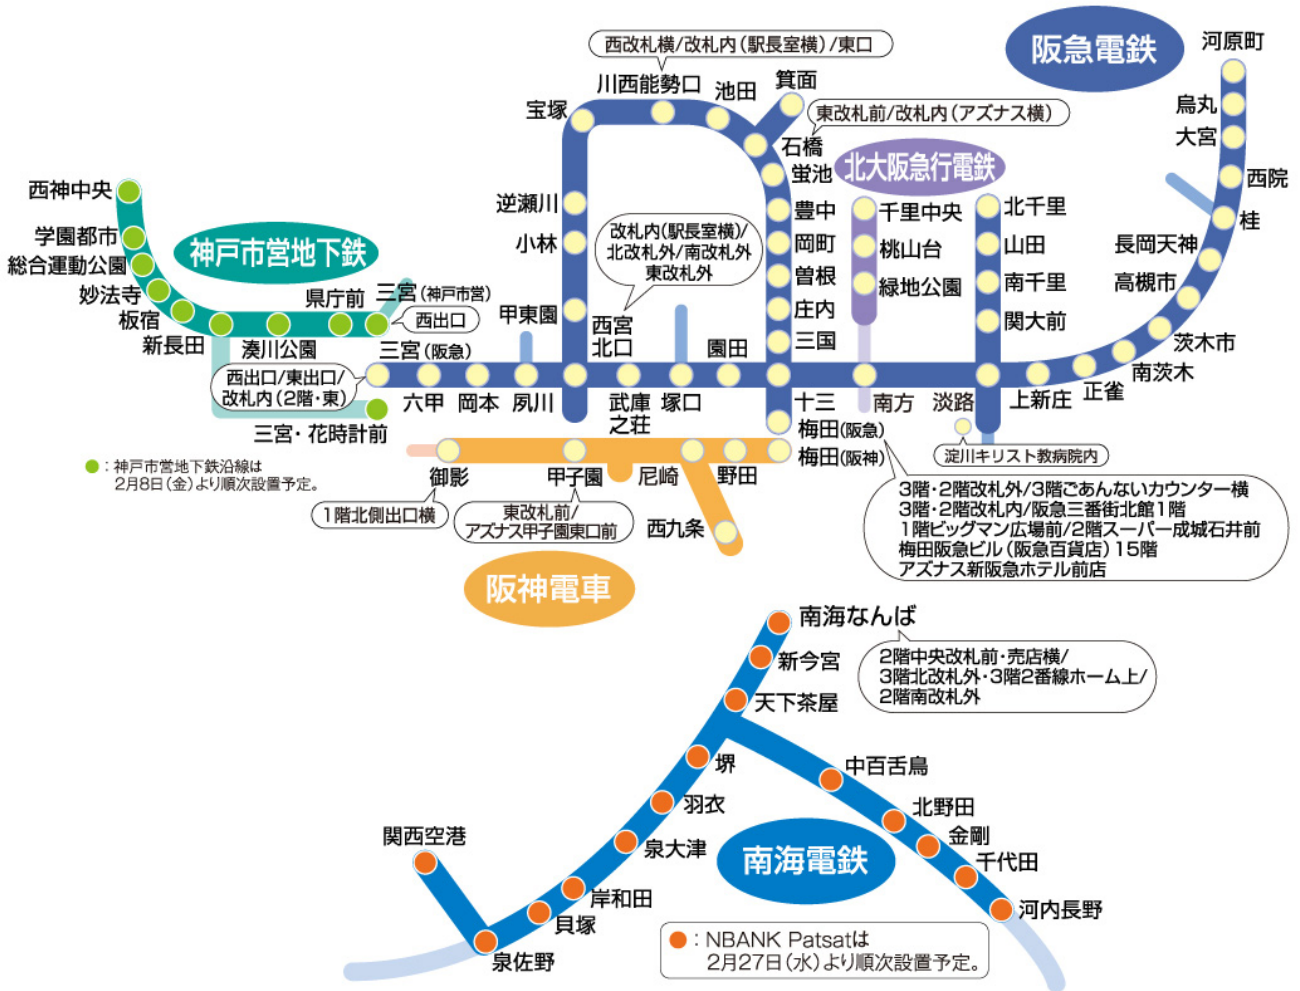 阪急電鉄
西改札横/改札内(駅長室横)/東口
川西能勢口
池田
箕面
宝塚
東改札前/改札内(アズナス横)
石橋
河原町
烏丸
大宮
西院
桂
長岡天神
高槻市
茨木市
南茨木
正雀
上新庄
北大阪急行電鉄
蛍池
豊中
岡町
曽根
庄内
三国
千里中央
桃山台
緑地公園
北千里
山田
南千里
関大前
逆瀬川
小林
甲東園
改札内(駅長室横)/
北改札外/南改札外
東改札外
西宮
北口
園田
西神中央
学園都市
総合運動公園
妙法寺
板宿
新長田
湊川公園
県庁前
三宮(神戸市営)
神戸市営地下鉄
西出口
三宮(阪急)
西出口/東出口/
改札内(2階・東)
三宮・花時計前
六甲
岡本
夙川
武庫
之荘
塚口
十三
南方
淡路
淀川キリスト教病院内
梅田(阪急)
梅田(阪神)
:神戸市営地下鉄沿線は
2月8日(金)より順次設置予定。
御影
甲子園
尼崎
野田
西九条
1階北側出口横
東改札前/
アズナス甲子園東口前
阪神電車
3階・2階改札外/3階ごあんないカウンター横
3階・2階改札内/阪急三番街北館1階
1階ビッグマン広場前/2階スーパー成城石井前
梅田阪急ビル(阪急百貨店)15階
アズナス新阪急ホテル前店
南海なんば
2階中央改札前・売店横/
3階北改札外・3階2番線ホーム上/
2階南改札外
新今宮
天下茶屋
堺
羽衣
泉大津
岸和田
貝塚
泉佐野
関西空港
中百舌鳥
北野田
金剛
千代田
河内長野
南海電鉄
:NBANK Patsatは
2月27日(水)より順次設置予定。